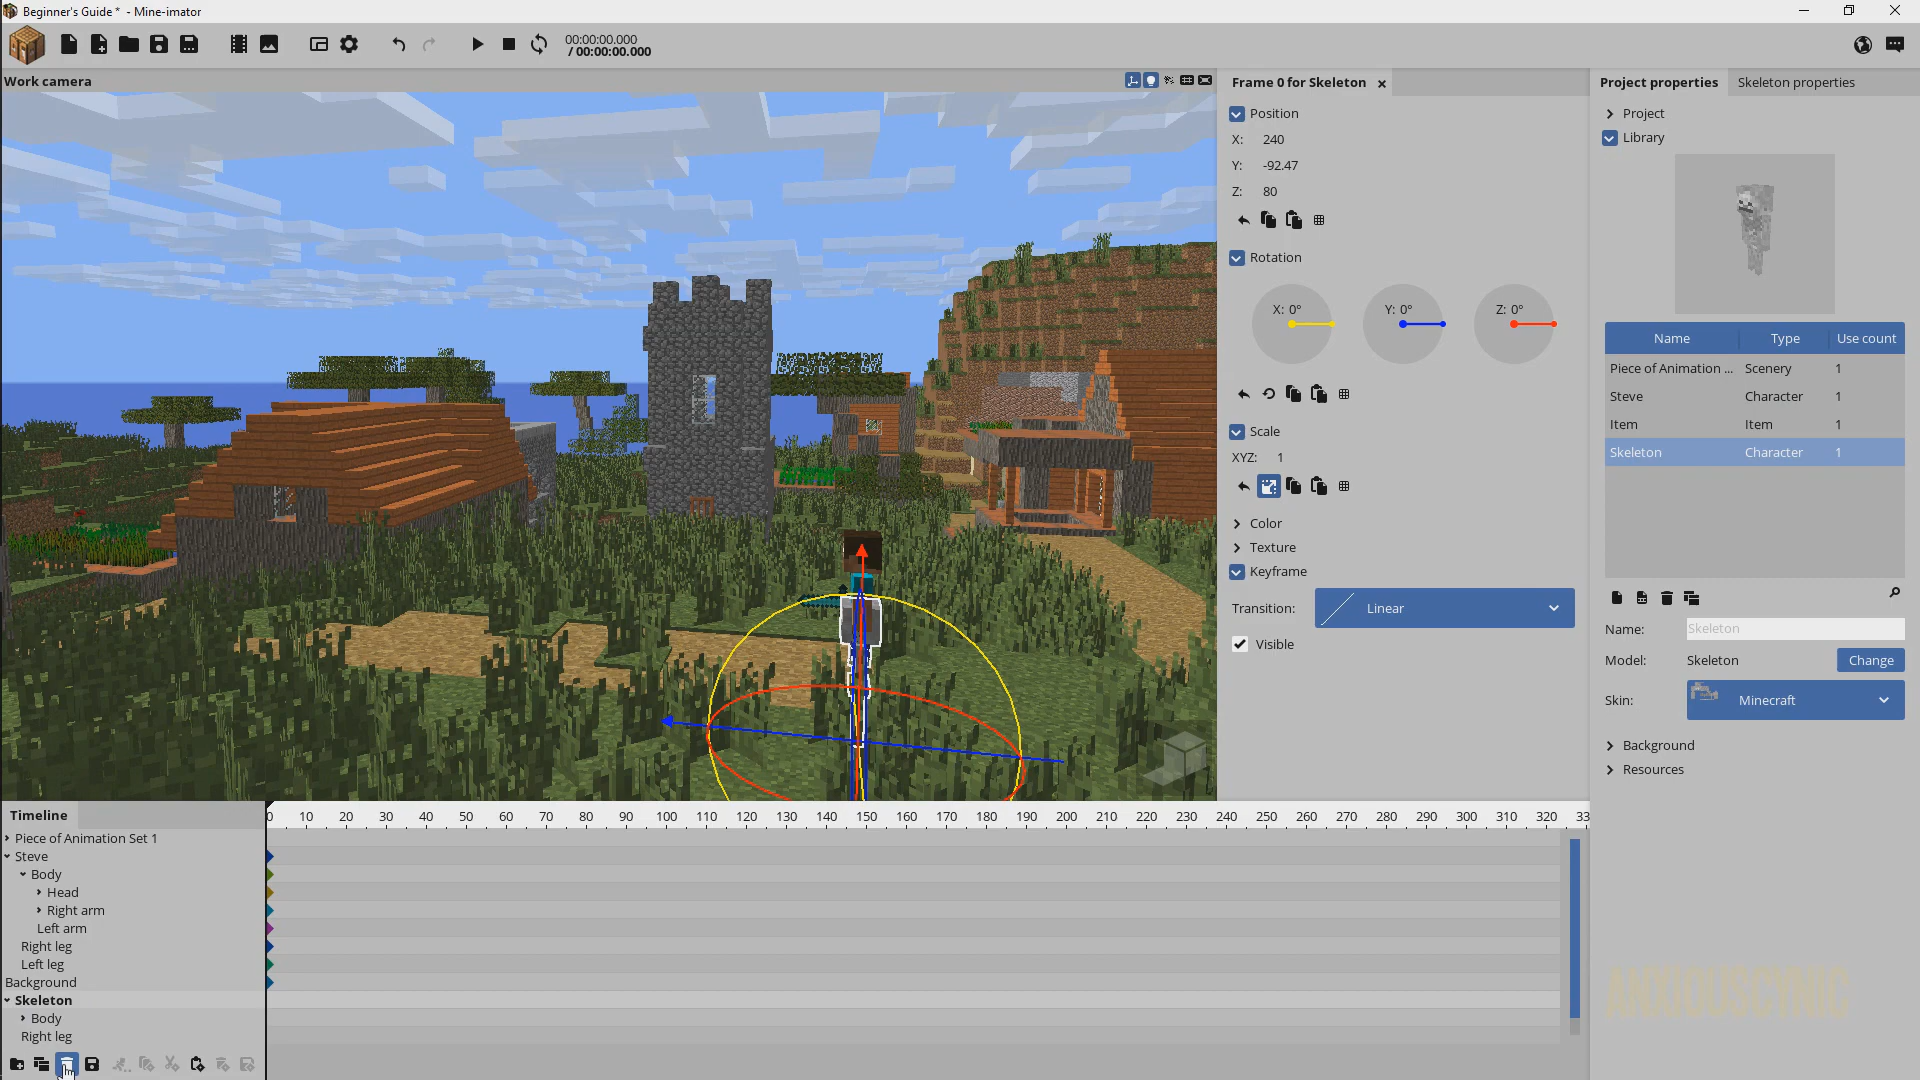 Beginner's Guide * - Mine-imator
00:00:00.000
/ 00:00:00.000
Work camera
Frame 0 for Skeleton
Position
X: 240
Y: -92.47
Z: 80
Rotation
X: 0° Y: 0° Z: 0°
Scale
XYZ: 1
Color
Texture
Keyframe
Transition: Linear
Visible
Project properties Skeleton properties
Project
Library
Name Type Use count
Piece of Animation ... Scenery 1
Steve Character 1
Item Item 1
Skeleton Character 1
Name: Skeleton
Model: Skeleton Change
Skin: Minecraft
Background
Resources
ANXIOUSCYNIC
Timeline
0 10 20 30 40 50 60 70 80 90 100 110 120 130 140 150 160 170 180 190 200 210 220 230 240 250 260 270 280 290 300 310 320 33
Piece of Animation Set 1
Steve
Body
Head
Right arm
Left arm
Right leg
Left leg
Background
Skeleton
Body
Right leg